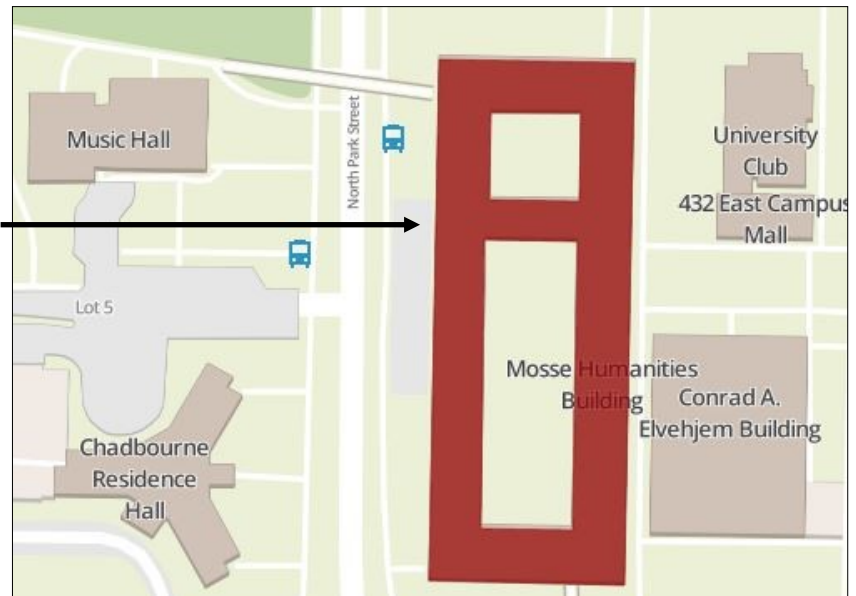 Music Hall
North Park Street
University
Club
432 East Campus
Mall
Lot 5
Mosse Humanities
Building
Conrad A.
Elvehjem Building
Chadbourne
Residence
Hall